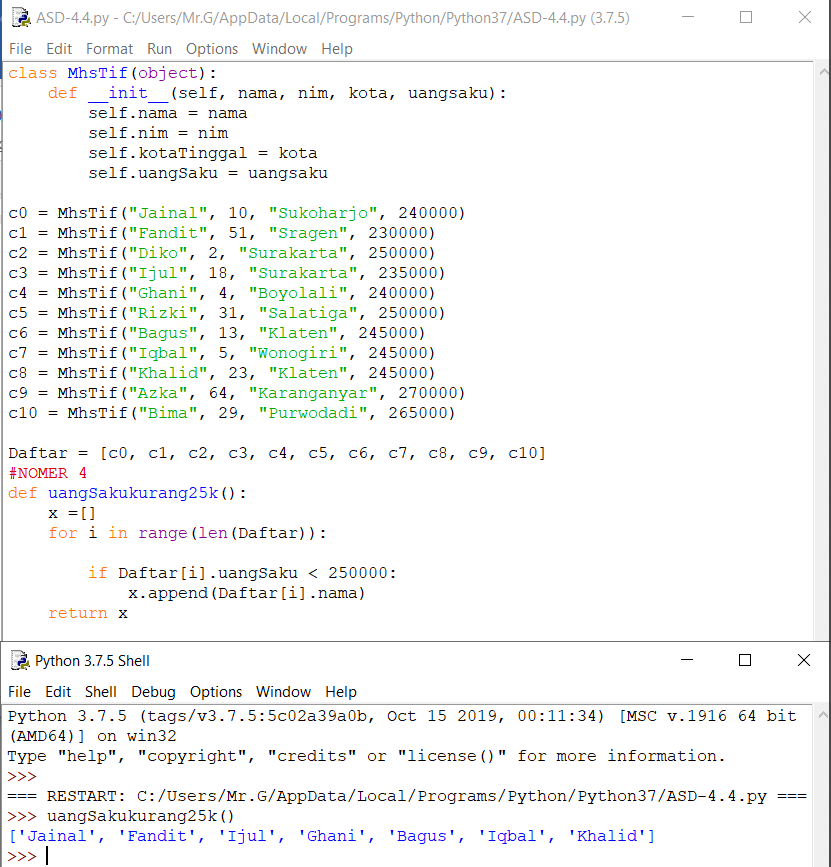 ASD-4.4.py - C:/Users/Mr.G/AppData/Local/Programs/Python/Python37/ASD-4.4.py (3.7.5)
File Edit Format Run Options Window Help
class MhsTif(object):
    def __init__(self, nama, nim, kota, uangsaku):
        self.nama = nama
        self.nim = nim
        self.kotaTinggal = kota
        self.uangSaku = uangsaku
c0 = MhsTif("Jainal", 10, "Sukoharjo", 240000)
c1 = MhsTif("Fandit", 51, "Sragen", 230000)
c2 = MhsTif("Diko", 2, "Surakarta", 250000)
c3 = MhsTif("Ijul", 18, "Surakarta", 235000)
c4 = MhsTif("Ghani", 4, "Boyolali", 240000)
c5 = MhsTif("Rizki", 31, "Salatiga", 250000)
c6 = MhsTif("Bagus", 13, "Klaten", 245000)
c7 = MhsTif("Iqbal", 5, "Wonogiri", 245000)
c8 = MhsTif("Khalid", 23, "Klaten", 245000)
c9 = MhsTif("Azka", 64, "Karanganyar", 270000)
c10 = MhsTif("Bima", 29, "Purwodadi", 265000)
Daftar = [c0, c1, c2, c3, c4, c5, c6, c7, c8, c9, c10]
#NOMER 4
def uangSakukurang25k():
    x =[]
    for i in range(len(Daftar)):
        if Daftar[i].uangSaku < 250000:
            x.append(Daftar[i].nama)
    return x
Python 3.7.5 Shell
File Edit Shell Debug Options Window Help
Python 3.7.5 (tags/v3.7.5:5c02a39a0b, Oct 15 2019, 00:11:34) [MSC v.1916 64 bit
(AMD64)] on win32
Type "help", "copyright", "credits" or "license()" for more information.
>>>
=== RESTART: C:/Users/Mr.G/AppData/Local/Programs/Python/Python37/ASD-4.4.py ===
>>> uangSakukurang25k()
['Jainal', 'Fandit', 'Ijul', 'Ghani', 'Bagus', 'Iqbal', 'Khalid']
>>>